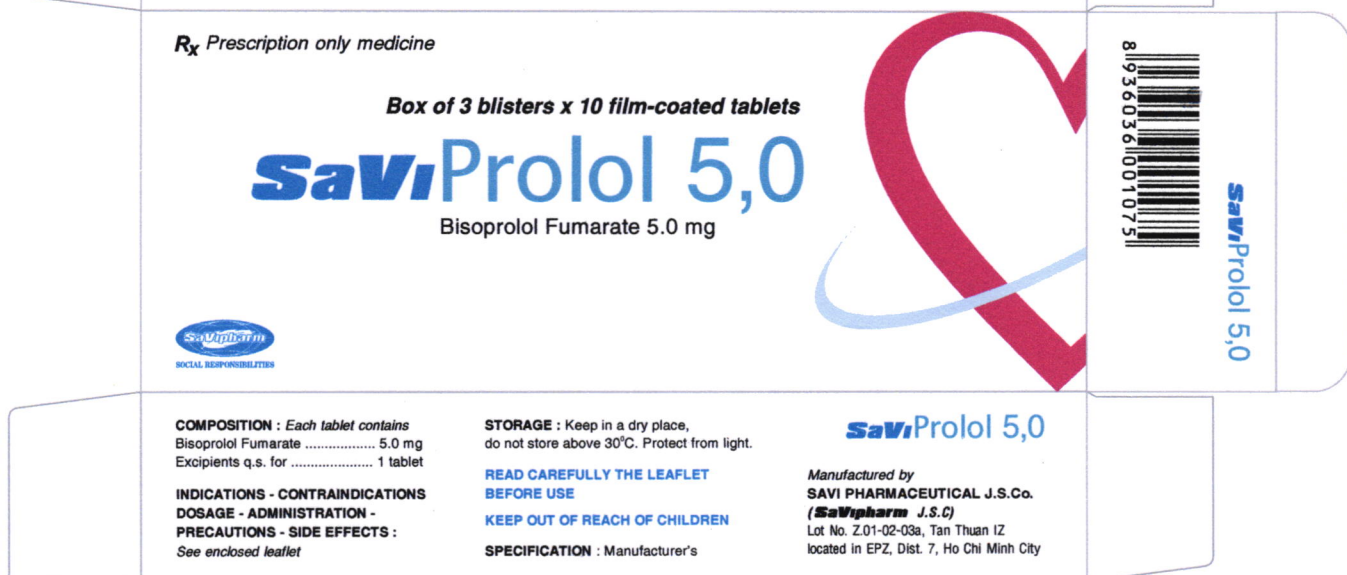 Rx Prescription only medicine
Box of 3 blisters x 10 film-coated tablets
SaViProlol 5,0
Bisoprolol Fumarate 5.0 mg
SaVipharm
SOCIAL RESPONSIBILITIES
8 936036 001075
SaViProlol 5,0
COMPOSITION : Each tablet contains
Bisoprolol Fumarate .................. 5.0 mg
Excipients q.s. for ..................... 1 tablet
INDICATIONS - CONTRAINDICATIONS
DOSAGE - ADMINISTRATION -
PRECAUTIONS - SIDE EFFECTS :
See enclosed leaflet
STORAGE : Keep in a dry place,
do not store above 30°C. Protect from light.
READ CAREFULLY THE LEAFLET
BEFORE USE
KEEP OUT OF REACH OF CHILDREN
SPECIFICATION : Manufacturer's
SaViProlol 5,0
Manufactured by
SAVI PHARMACEUTICAL J.S.Co.
(SaVipharm J.S.C)
Lot No. Z.01-02-03a, Tan Thuan IZ
located in EPZ, Dist. 7, Ho Chi Minh City